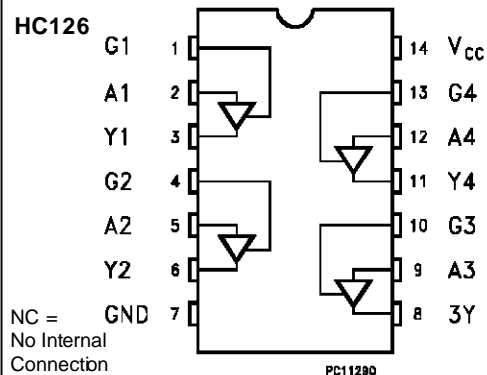 HC126
G1 1 14 VCC
A1 2 13 G4
Y1 3 12 A4
G2 4 11 Y4
A2 5 10 G3
Y2 6 9 A3
GND 7 8 3Y
NC =
No Internal
Connection
PC11290